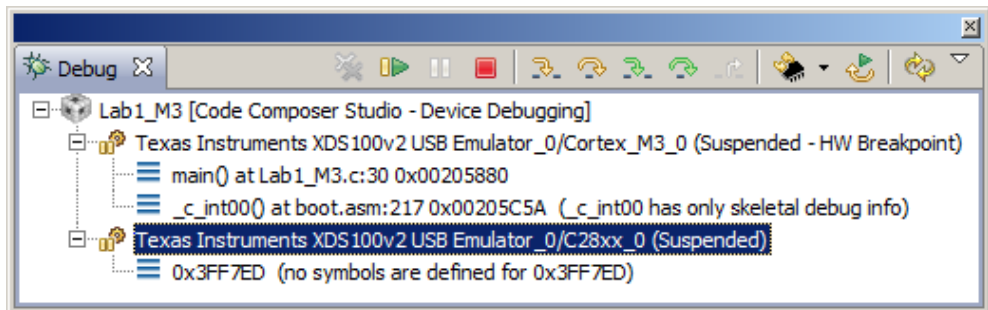 Debug
Lab1_M3 [Code Composer Studio - Device Debugging]
Texas Instruments XDS100v2 USB Emulator_0/Cortex_M3_0 (Suspended - HW Breakpoint)
main() at Lab1_M3.c:30 0x00205880
_c_int00() at boot.asm:217 0x00205C5A (_c_int00 has only skeletal debug info)
Texas Instruments XDS100v2 USB Emulator_0/C28xx_0 (Suspended)
0x3FF7ED (no symbols are defined for 0x3FF7ED)